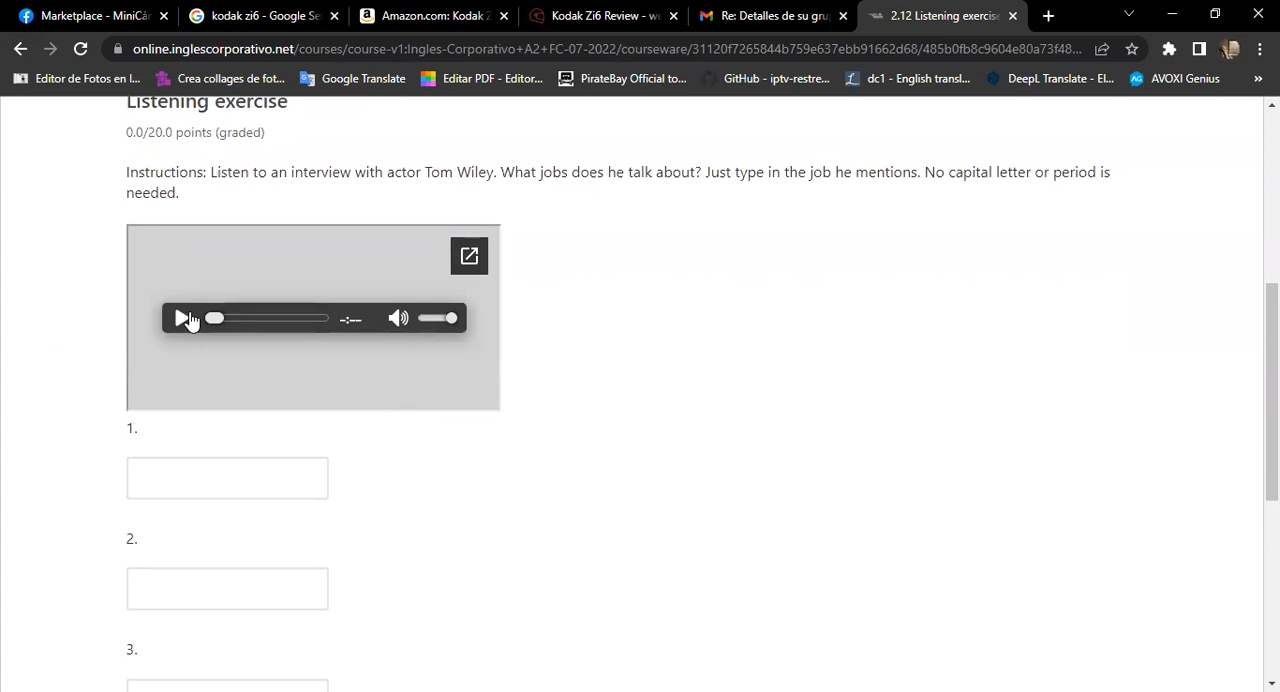 Marketplace - MiniCár
kodak zi6 - Google Se
Amazon.com: Kodak Z
Kodak Zi6 Review - we
Re: Detalles de su gru
2.12 Listening exercise
online.inglescorporativo.net/courses/course-v1:Ingles-Corporativo+A2+FC-07-2022/courseware/31120f7265844b759e637ebb91662d68/485b0fb8c9604e80a73f48...
Editor de Fotos en l...
Crea collages de fot...
Google Translate
Editar PDF - Editor...
PirateBay Official to...
GitHub - iptv-restre...
dc1 - English transl...
DeepL Translate - El...
AVOXI Genius
»
Listening exercise
0.0/20.0 points (graded)
Instructions: Listen to an interview with actor Tom Wiley. What jobs does he talk about? Just type in the job he mentions. No capital letter or period is
needed.
-:--
1.
2.
3.